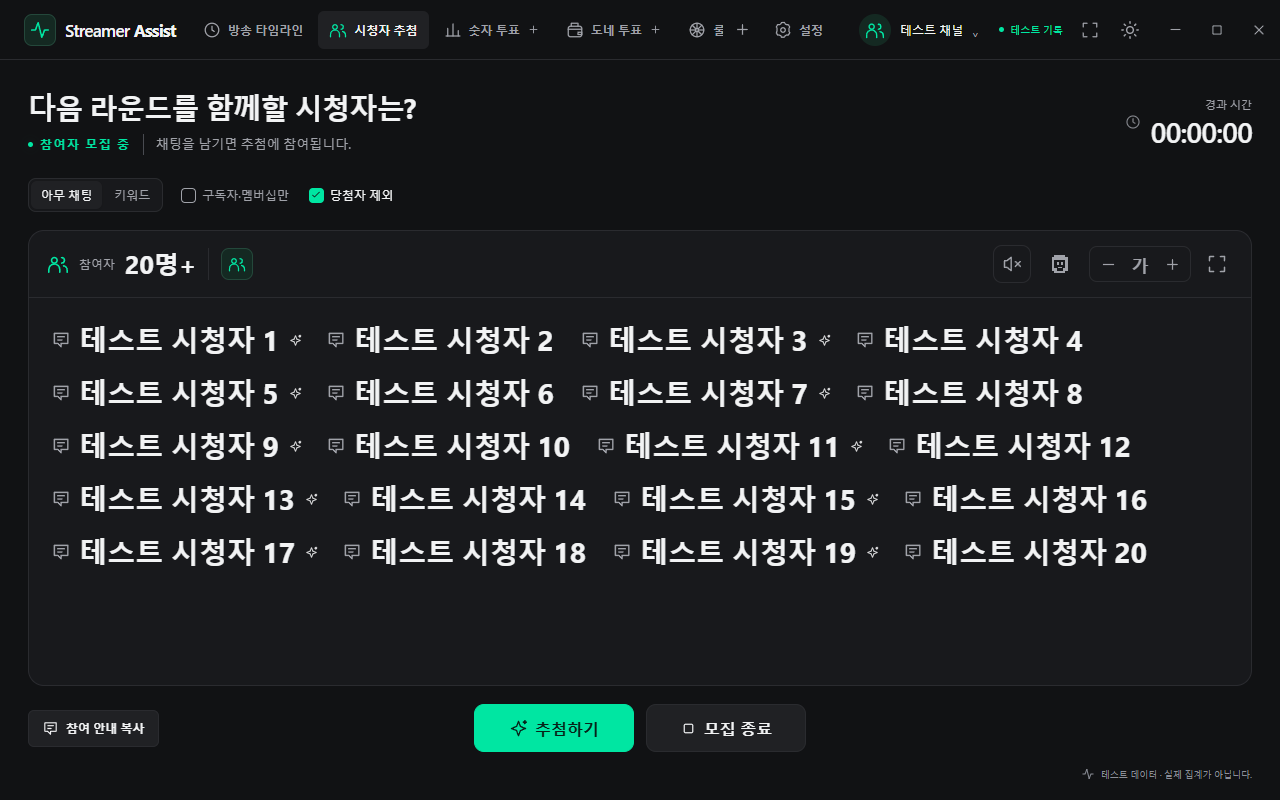 Streamer Assist 방송 타임라인 시청자 추첨 숫자 투표 + 도네 투표 + 룰 + 설정 테스트 채널 테스트 기록
다음 라운드를 함께할 시청자는?
참여자 모집 중 채팅을 남기면 추첨에 참여됩니다.
경과 시간
00:00:00
아무 채팅 키워드 구독자·멤버십만 당첨자 제외
참여자 20명+ 가
테스트 시청자 1 테스트 시청자 2 테스트 시청자 3 테스트 시청자 4
테스트 시청자 5 테스트 시청자 6 테스트 시청자 7 테스트 시청자 8
테스트 시청자 9 테스트 시청자 10 테스트 시청자 11 테스트 시청자 12
테스트 시청자 13 테스트 시청자 14 테스트 시청자 15 테스트 시청자 16
테스트 시청자 17 테스트 시청자 18 테스트 시청자 19 테스트 시청자 20
참여 안내 복사 추첨하기 모집 종료
테스트 데이터 · 실제 집계가 아닙니다.